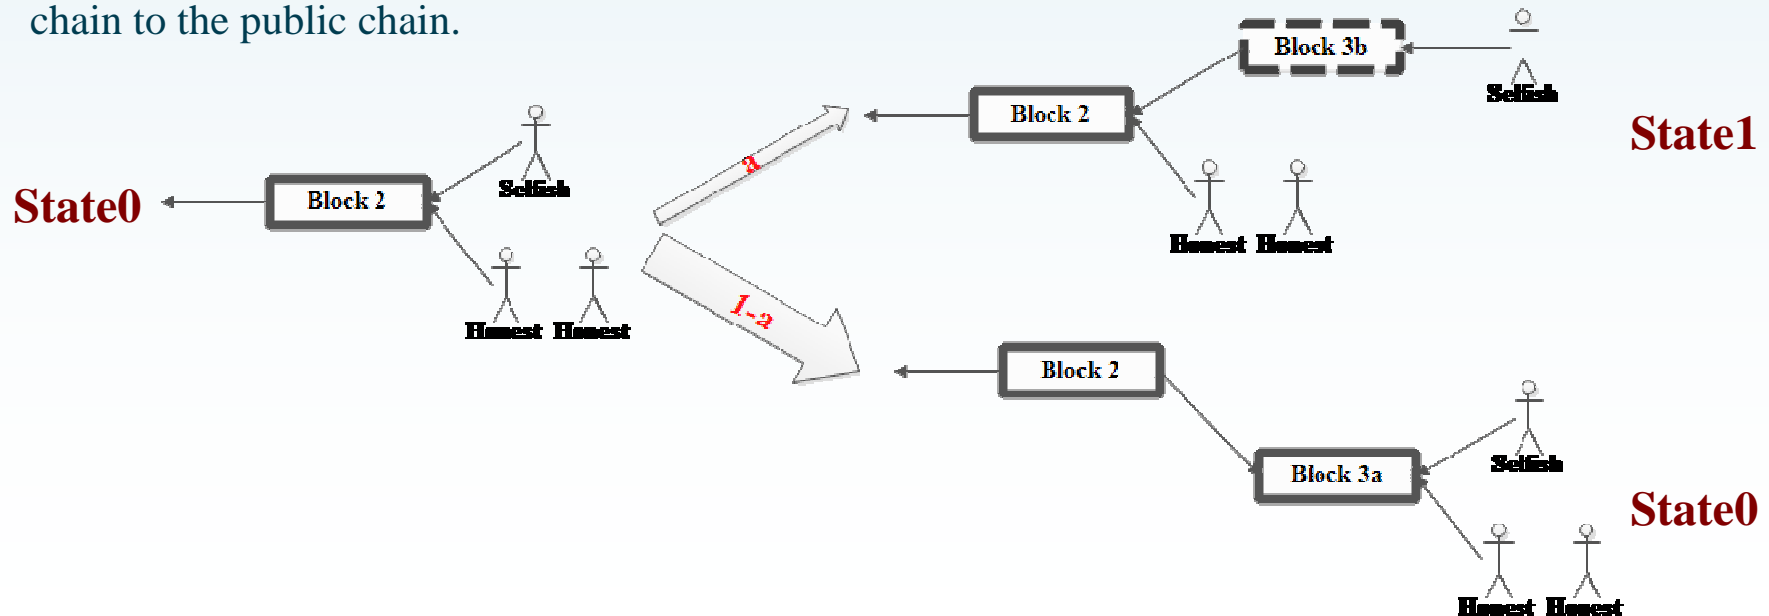 chain to the public chain.
Block 3b
Selfish
Block 2
State1
Honest Honest
a
Selfish
State0
Block 2
Honest Honest
1-a
Block 2
Selfish
Block 3a
State0
Honest Honest